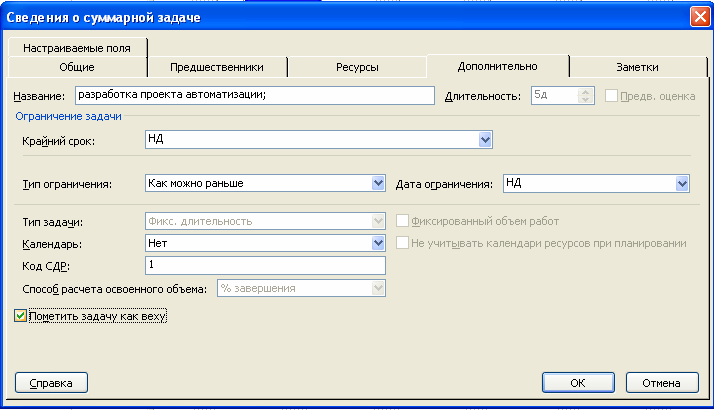 Сведения о суммарной задаче
Настраиваемые поля
Общие Предшественники Ресурсы Дополнительно Заметки
Название: разработка проекта автоматизации; Длительность: 5д Предв. оценка
Ограничение задачи
Крайний срок: НД
Тип ограничения: Как можно раньше Дата ограничения: НД
Тип задачи: Фикс. длительность Фиксированный объем работ
Календарь: Нет Не учитывать календари ресурсов при планировании
Код СДР: 1
Способ расчета освоенного объема: % завершения
Пометить задачу как веху
Справка ОК Отмена